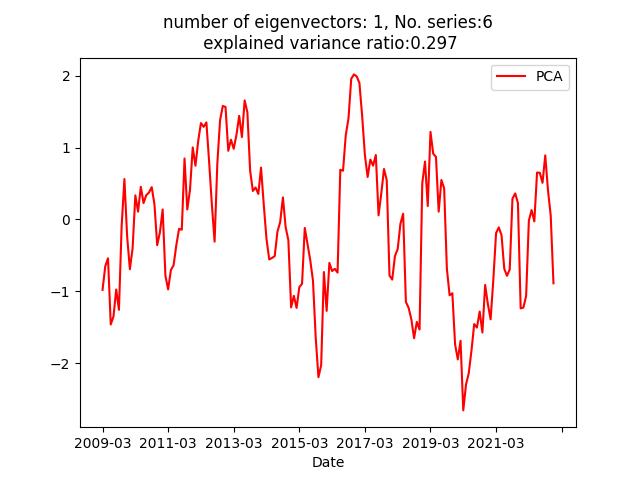 number of eigenvectors: 1, No. series:6
explained variance ratio:0.297
PCA
2
1
0
−1
−2
2009-03 2011-03 2013-03 2015-03 2017-03 2019-03 2021-03
Date